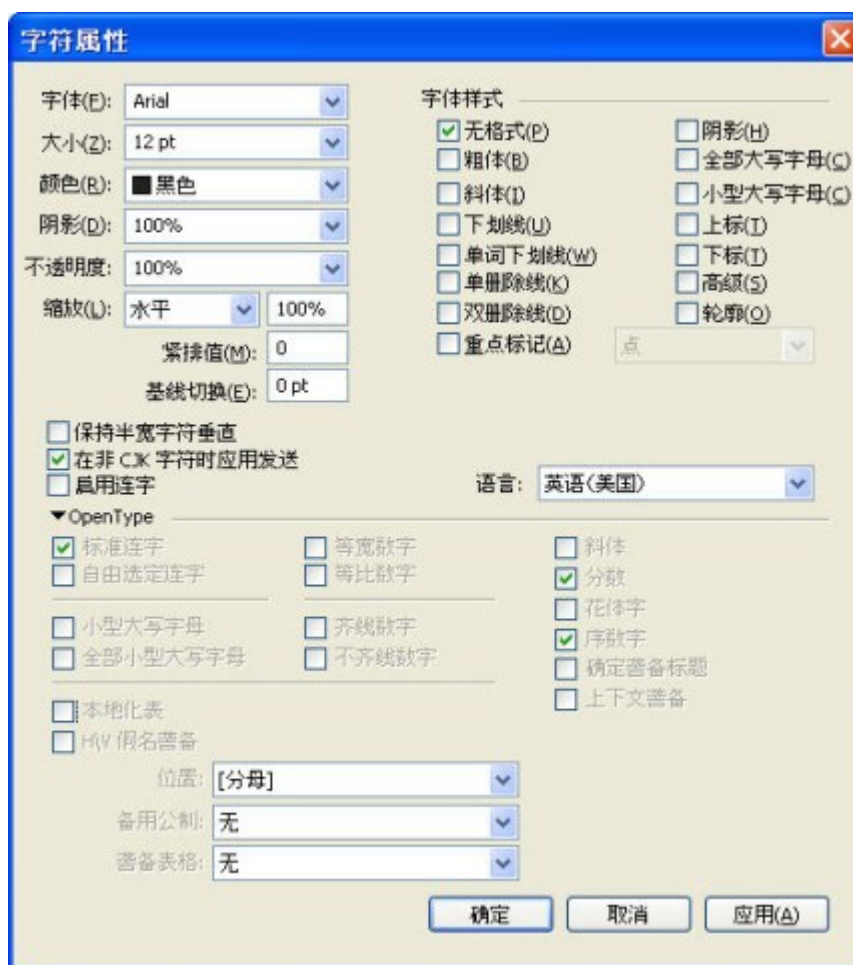 字符属性
字体(F): Arial
大小(Z): 12 pt
颜色(R): 黑色
阴影(D): 100%
不透明度: 100%
缩放(L): 水平 100%
紧排值(M): 0
基线切换(E): 0 pt
字体样式
无格式(P)
粗体(B)
斜体(I)
下划线(U)
单词下划线(W)
单删除线(K)
双删除线(D)
重点标记(A) 点
阴影(H)
全部大写字母(C)
小型大写字母(C)
上标(T)
下标(T)
高级(S)
轮廓(O)
保持半宽字符垂直
在非 CJK 字符时应用发送
启用连字
语言: 英语(美国)
OpenType
标准连字
自由选定连字
等宽数字
等比数字
小型大写字母
全部小型大写字母
齐线数字
不齐线数字
斜体
分数
花体字
序数字
确定替备标题
上下文替备
本地化表
H\V 假名替备
位置: [分母]
备用公制: 无
替备表格: 无
确定 取消 应用(A)